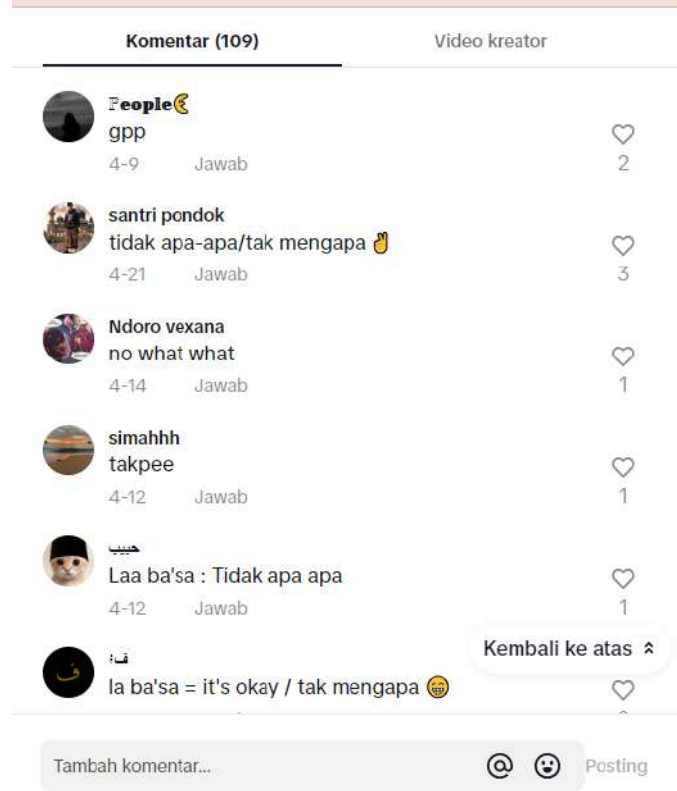 Komentar (109) Video kreator
ℙ𝐞𝐨𝐩𝐥𝐞🌜
gpp
4-9 Jawab 2
santri pondok
tidak apa-apa/tak mengapa ✌
4-21 Jawab 3
Ndoro vexana
no what what
4-14 Jawab 1
simahhh
takpee
4-12 Jawab 1
حبيب
Laa ba'sa : Tidak apa apa
4-12 Jawab 1
Kembali ke atas
la ba'sa = it's okay / tak mengapa 😁
Tambah komentar... @ Posting